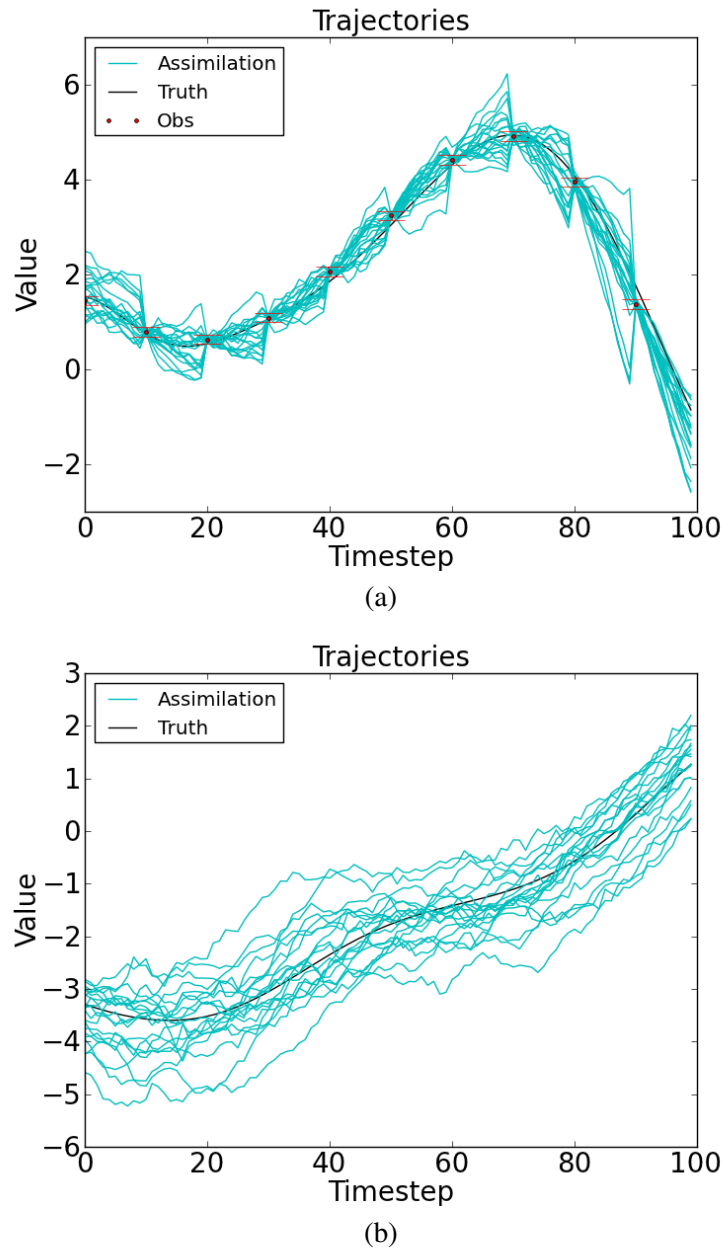 Trajectories
Assimilation
Truth
Obs
6
4
2
0
−2
Value
0 20 40 60 80 100
Timestep
(a)
Trajectories
Assimilation
Truth
3
2
1
0
−1
−2
−3
−4
−5
−6
Value
0 20 40 60 80 100
Timestep
(b)